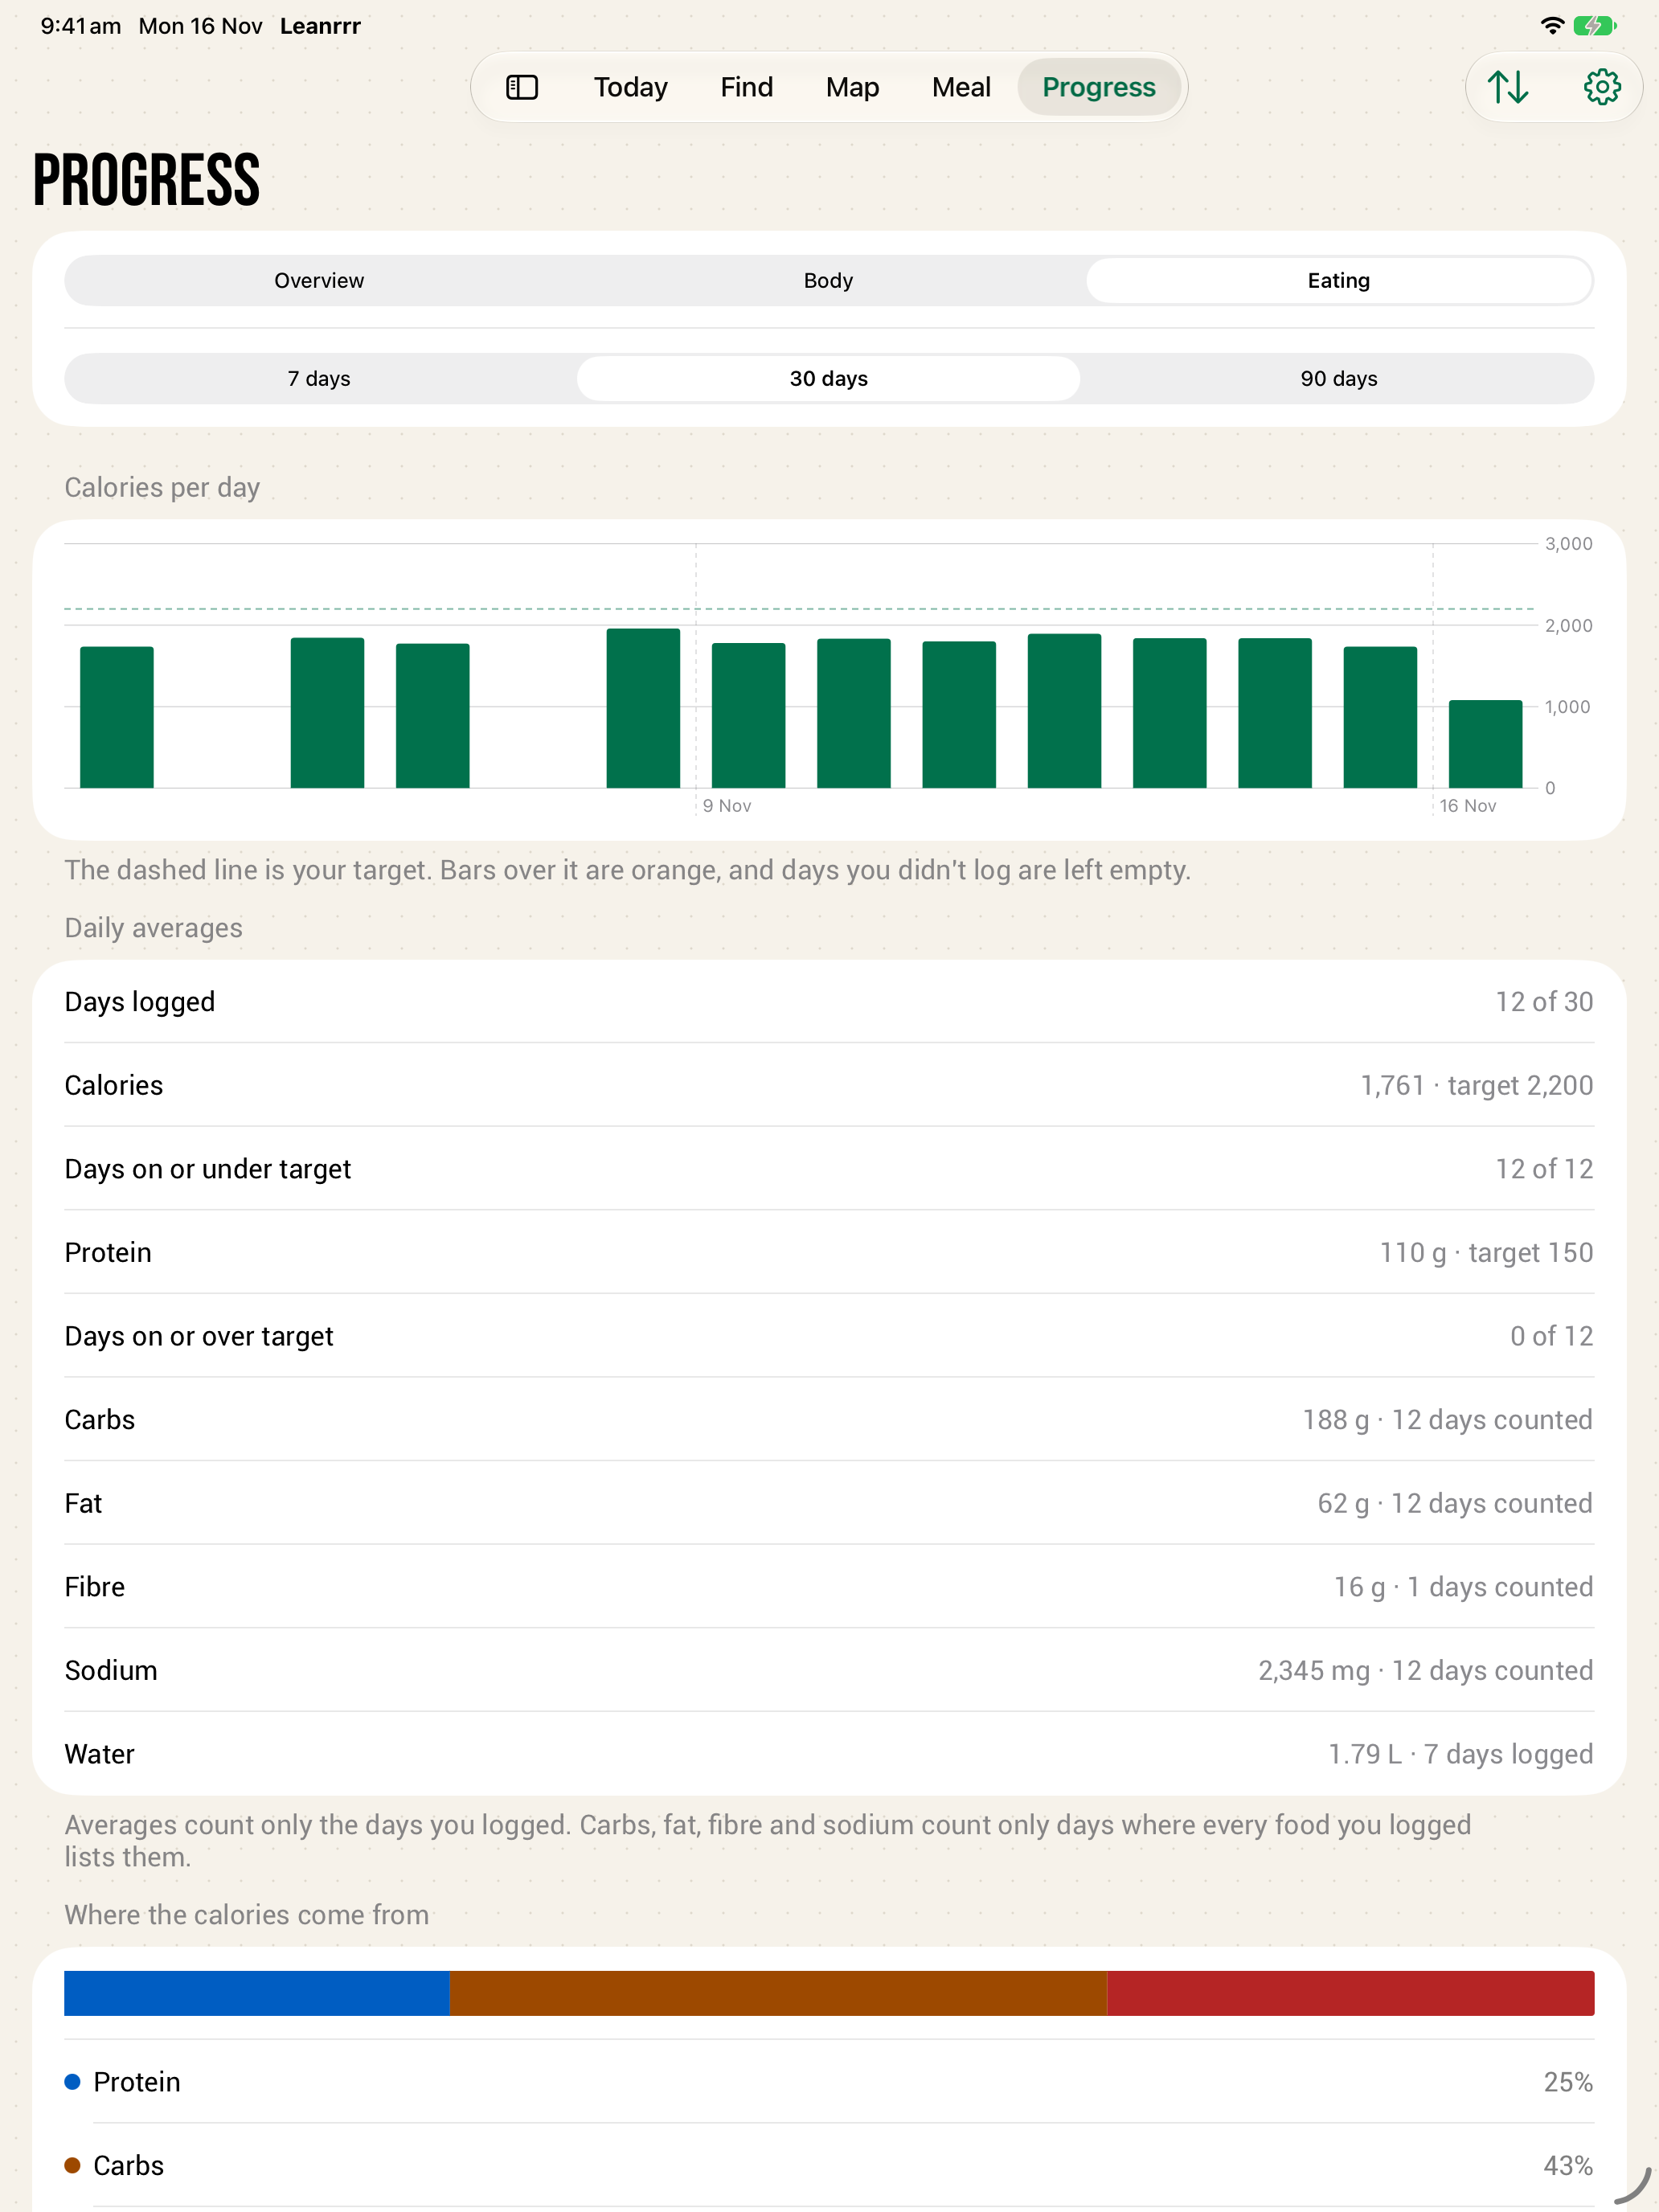 9:41 am Mon 16 Nov Leanrrr
Today Find Map Meal Progress
PROGRESS
Overview Body Eating
7 days 30 days 90 days
Calories per day
3,000
2,000
1,000
0
9 Nov 16 Nov
The dashed line is your target. Bars over it are orange, and days you didn't log are left empty.
Daily averages
Days logged 12 of 30
Calories 1,761 · target 2,200
Days on or under target 12 of 12
Protein 110 g · target 150
Days on or over target 0 of 12
Carbs 188 g · 12 days counted
Fat 62 g · 12 days counted
Fibre 16 g · 1 days counted
Sodium 2,345 mg · 12 days counted
Water 1.79 L · 7 days logged
Averages count only the days you logged. Carbs, fat, fibre and sodium count only days where every food you logged
lists them.
Where the calories come from
Protein 25%
Carbs 43%